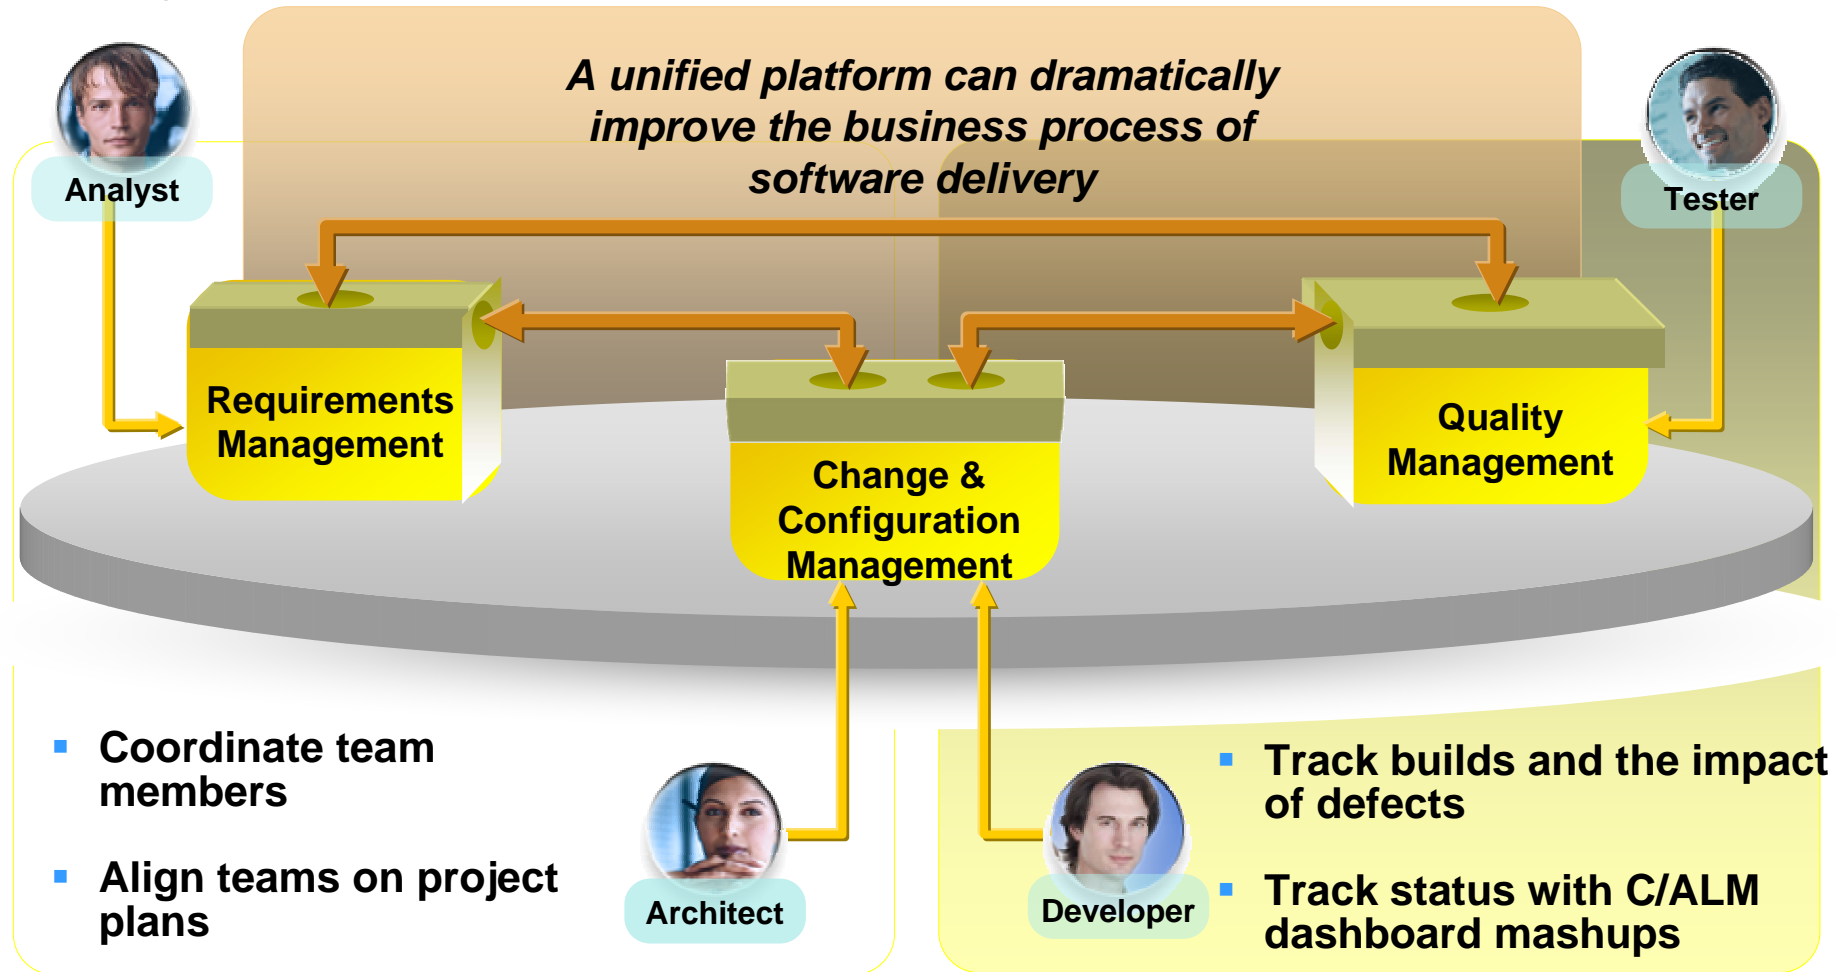 A unified platform can dramatically
improve the business process of
software delivery
Analyst
Tester
Requirements
Management
Quality
Management
Change &
Configuration
Management
Coordinate team
members
Align teams on project
plans
Architect
Developer
Track builds and the impact
of defects
Track status with C/ALM
dashboard mashups